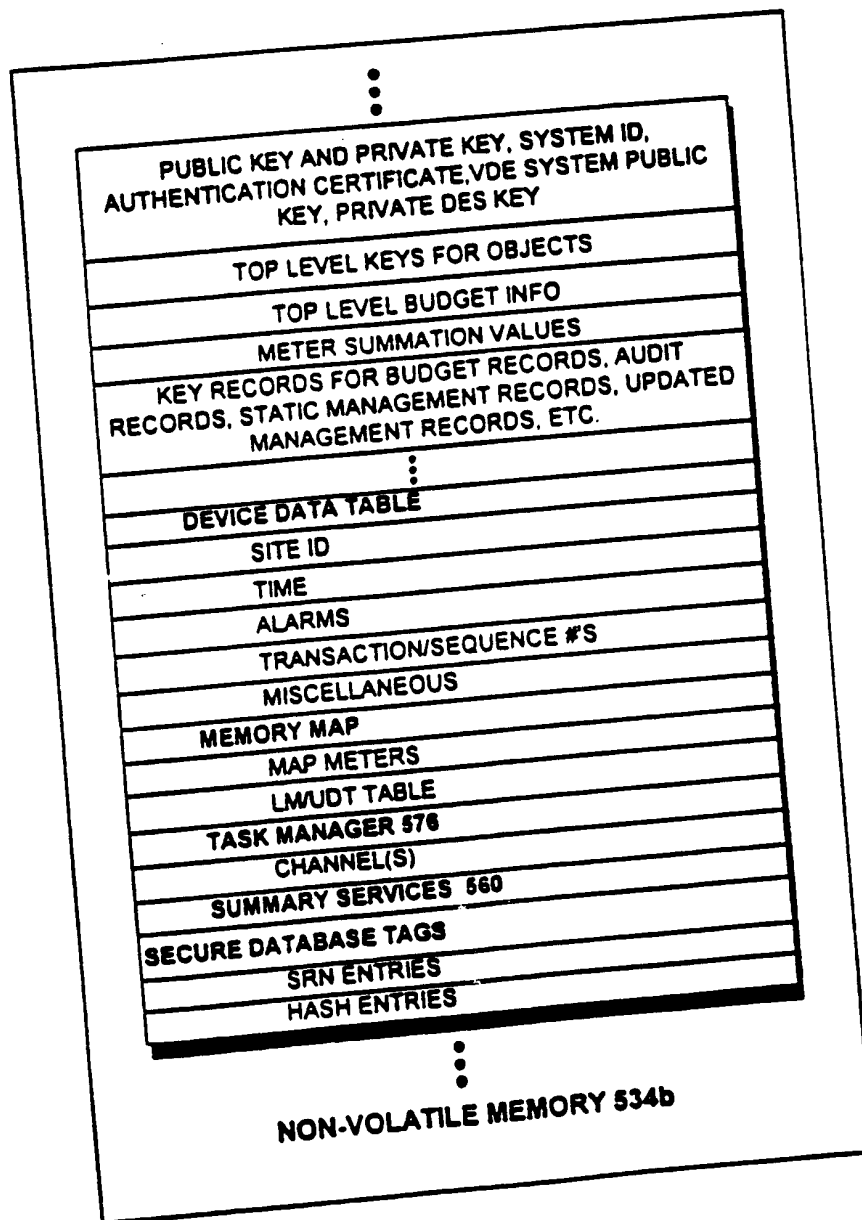 PUBLIC KEY AND PRIVATE KEY, SYSTEM ID,
AUTHENTICATION CERTIFICATE,VDE SYSTEM PUBLIC
KEY, PRIVATE DES KEY
TOP LEVEL KEYS FOR OBJECTS
TOP LEVEL BUDGET INFO
METER SUMMATION VALUES
KEY RECORDS FOR BUDGET RECORDS, AUDIT
RECORDS, STATIC MANAGEMENT RECORDS, UPDATED
MANAGEMENT RECORDS, ETC.
DEVICE DATA TABLE
SITE ID
TIME
ALARMS
TRANSACTION/SEQUENCE #'S
MISCELLANEOUS
MEMORY MAP
MAP METERS
LM/UDT TABLE
TASK MANAGER 576
CHANNEL(S)
SUMMARY SERVICES 560
SECURE DATABASE TAGS
SRN ENTRIES
HASH ENTRIES
NON-VOLATILE MEMORY 534b